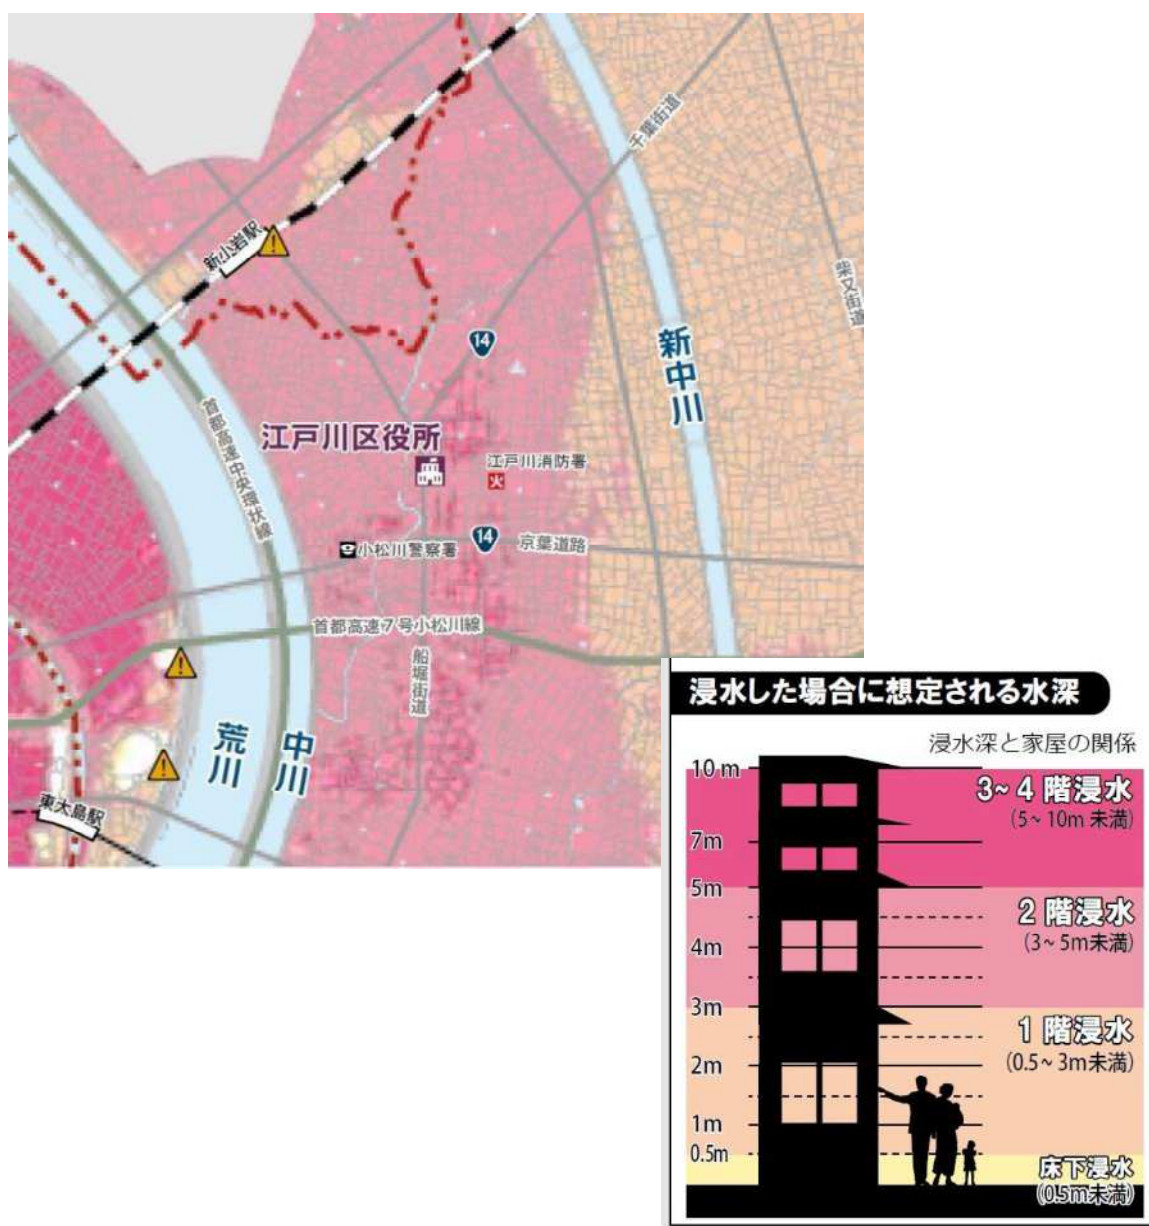 千葉街道
新小岩駅
柴又街道
14
新中川
首都高速中央環状線
江戸川区役所
江戸川消防署
火
14
小松川警察署
京葉道路
首都高速7号小松川線
船堀街道
荒川
中川
東大島駅
浸水した場合に想定される水深
浸水深と家屋の関係
10m
3~4階浸水
(5~10m未満)
7m
5m
2階浸水
(3~5m未満)
4m
3m
1階浸水
(0.5~3m未満)
2m
1m
0.5m
床下浸水
(0.5m未満)